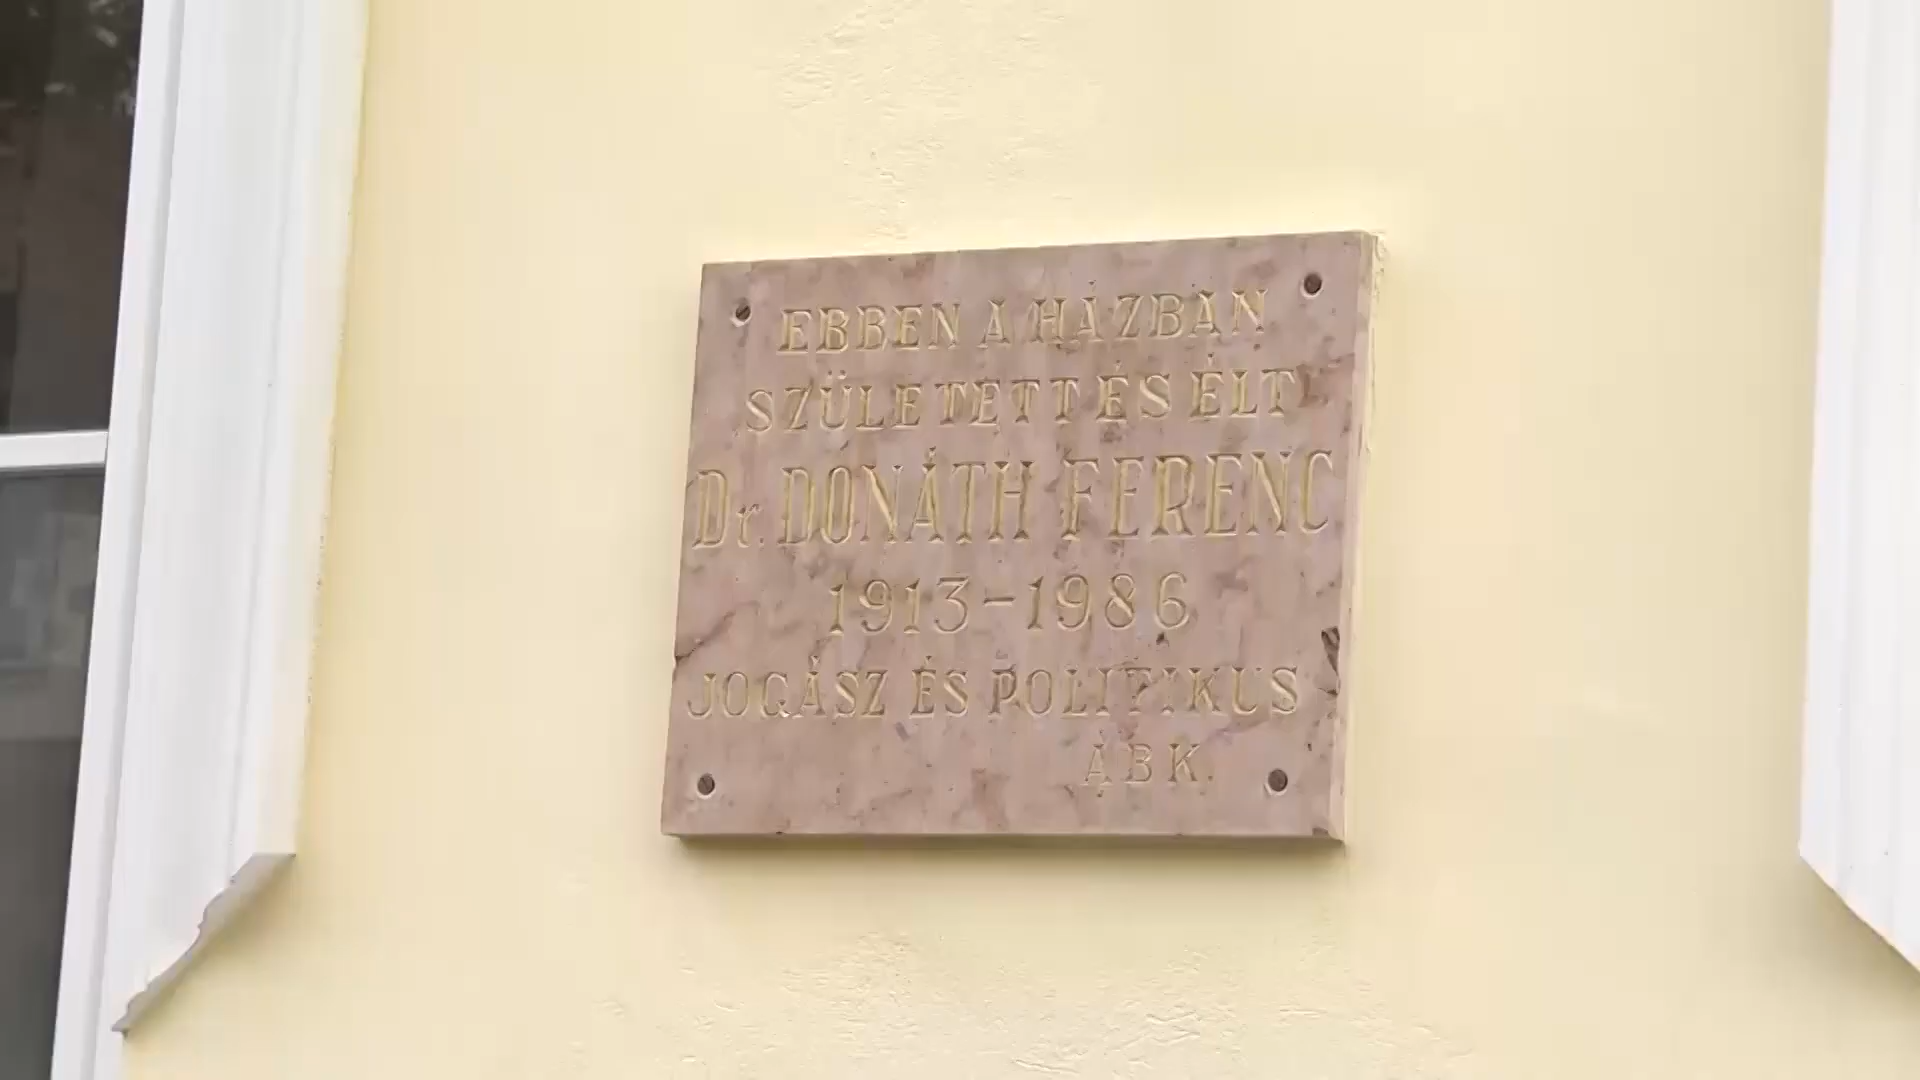 EBBEN A HÁZBAN
SZÜLETETT ÉS ÉLT
Dr. DONÁTH FERENC
1913-1986
JOGÁSZ ÉS POLITIKUS
ÁBK.